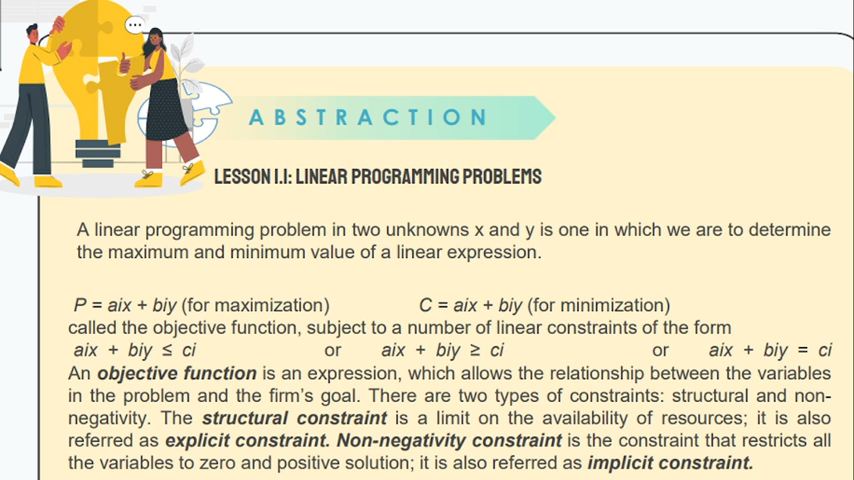 ABSTRACTION
LESSON 1.1: LINEAR PROGRAMMING PROBLEMS
A linear programming problem in two unknowns x and y is one in which we are to determine
the maximum and minimum value of a linear expression.
P = aix + biy (for maximization) C = aix + biy (for minimization)
called the objective function, subject to a number of linear constraints of the form
aix + biy ≤ ci or aix + biy ≥ ci or aix + biy = ci
An objective function is an expression, which allows the relationship between the variables
in the problem and the firm's goal. There are two types of constraints: structural and non-
negativity. The structural constraint is a limit on the availability of resources; it is also
referred as explicit constraint. Non-negativity constraint is the constraint that restricts all
the variables to zero and positive solution; it is also referred as implicit constraint.